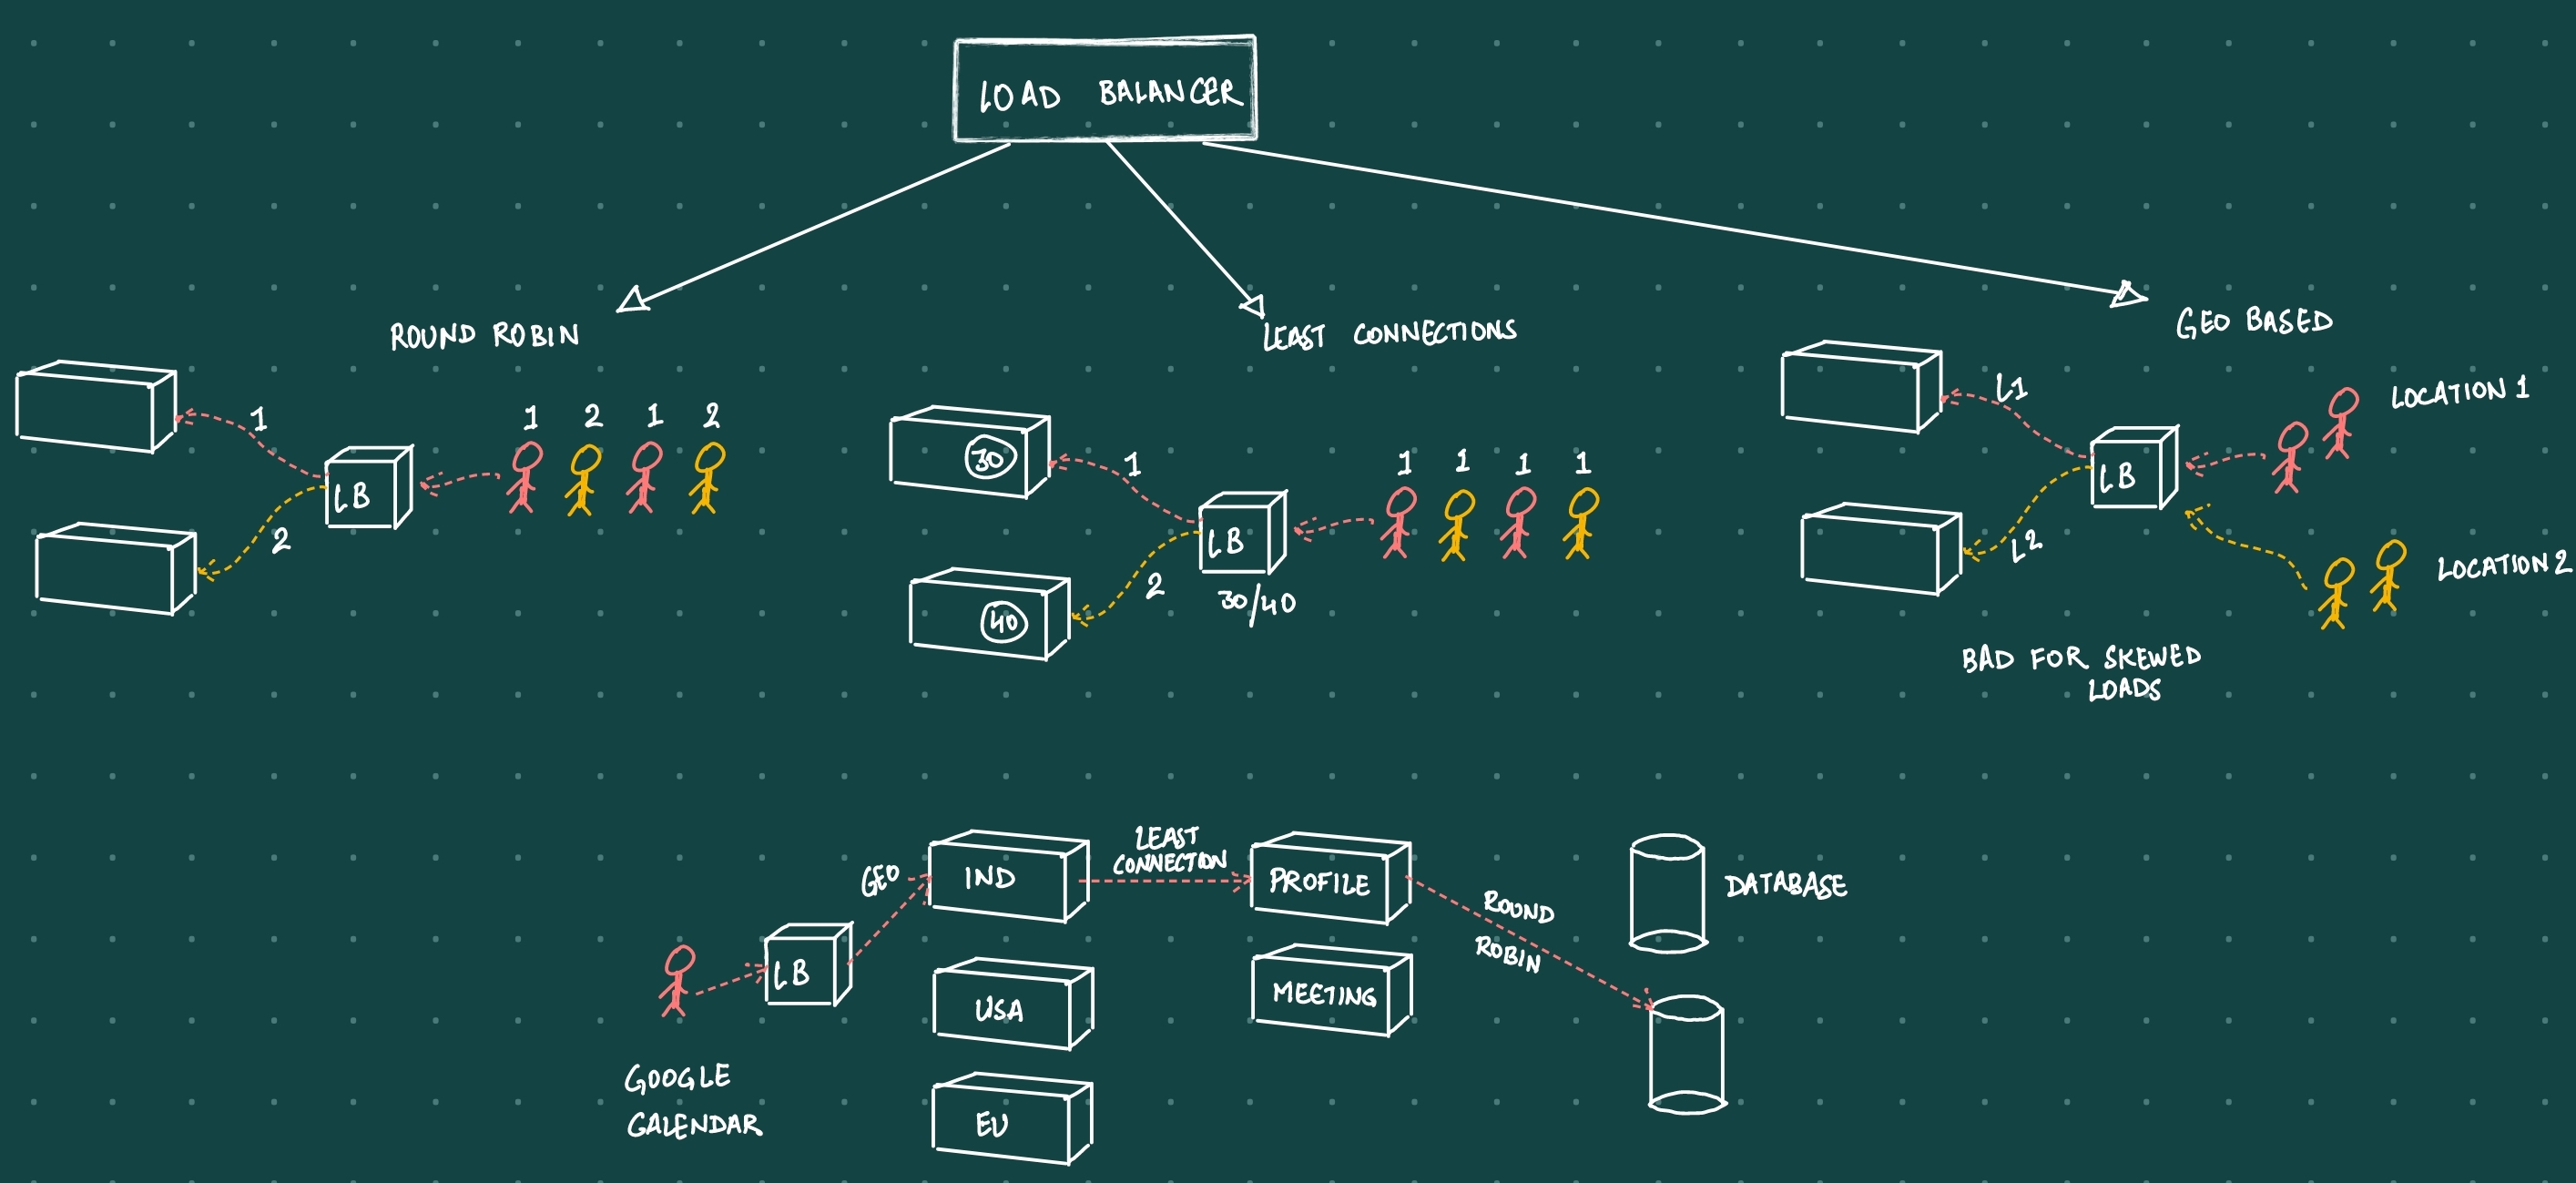 LOAD BALANCER
ROUND ROBIN
1
2
LB
1 2 1 2
LEAST CONNECTIONS
30
40
1
2
LB
30/40
1 1 1 1
GEO BASED
L1
L2
LB
LOCATION 1
LOCATION 2
BAD FOR SKEWED
LOADS
GOOGLE
CALENDAR
LB
GEO
IND
USA
EU
LEAST
CONNECTION
PROFILE
MEETING
ROUND
ROBIN
DATABASE